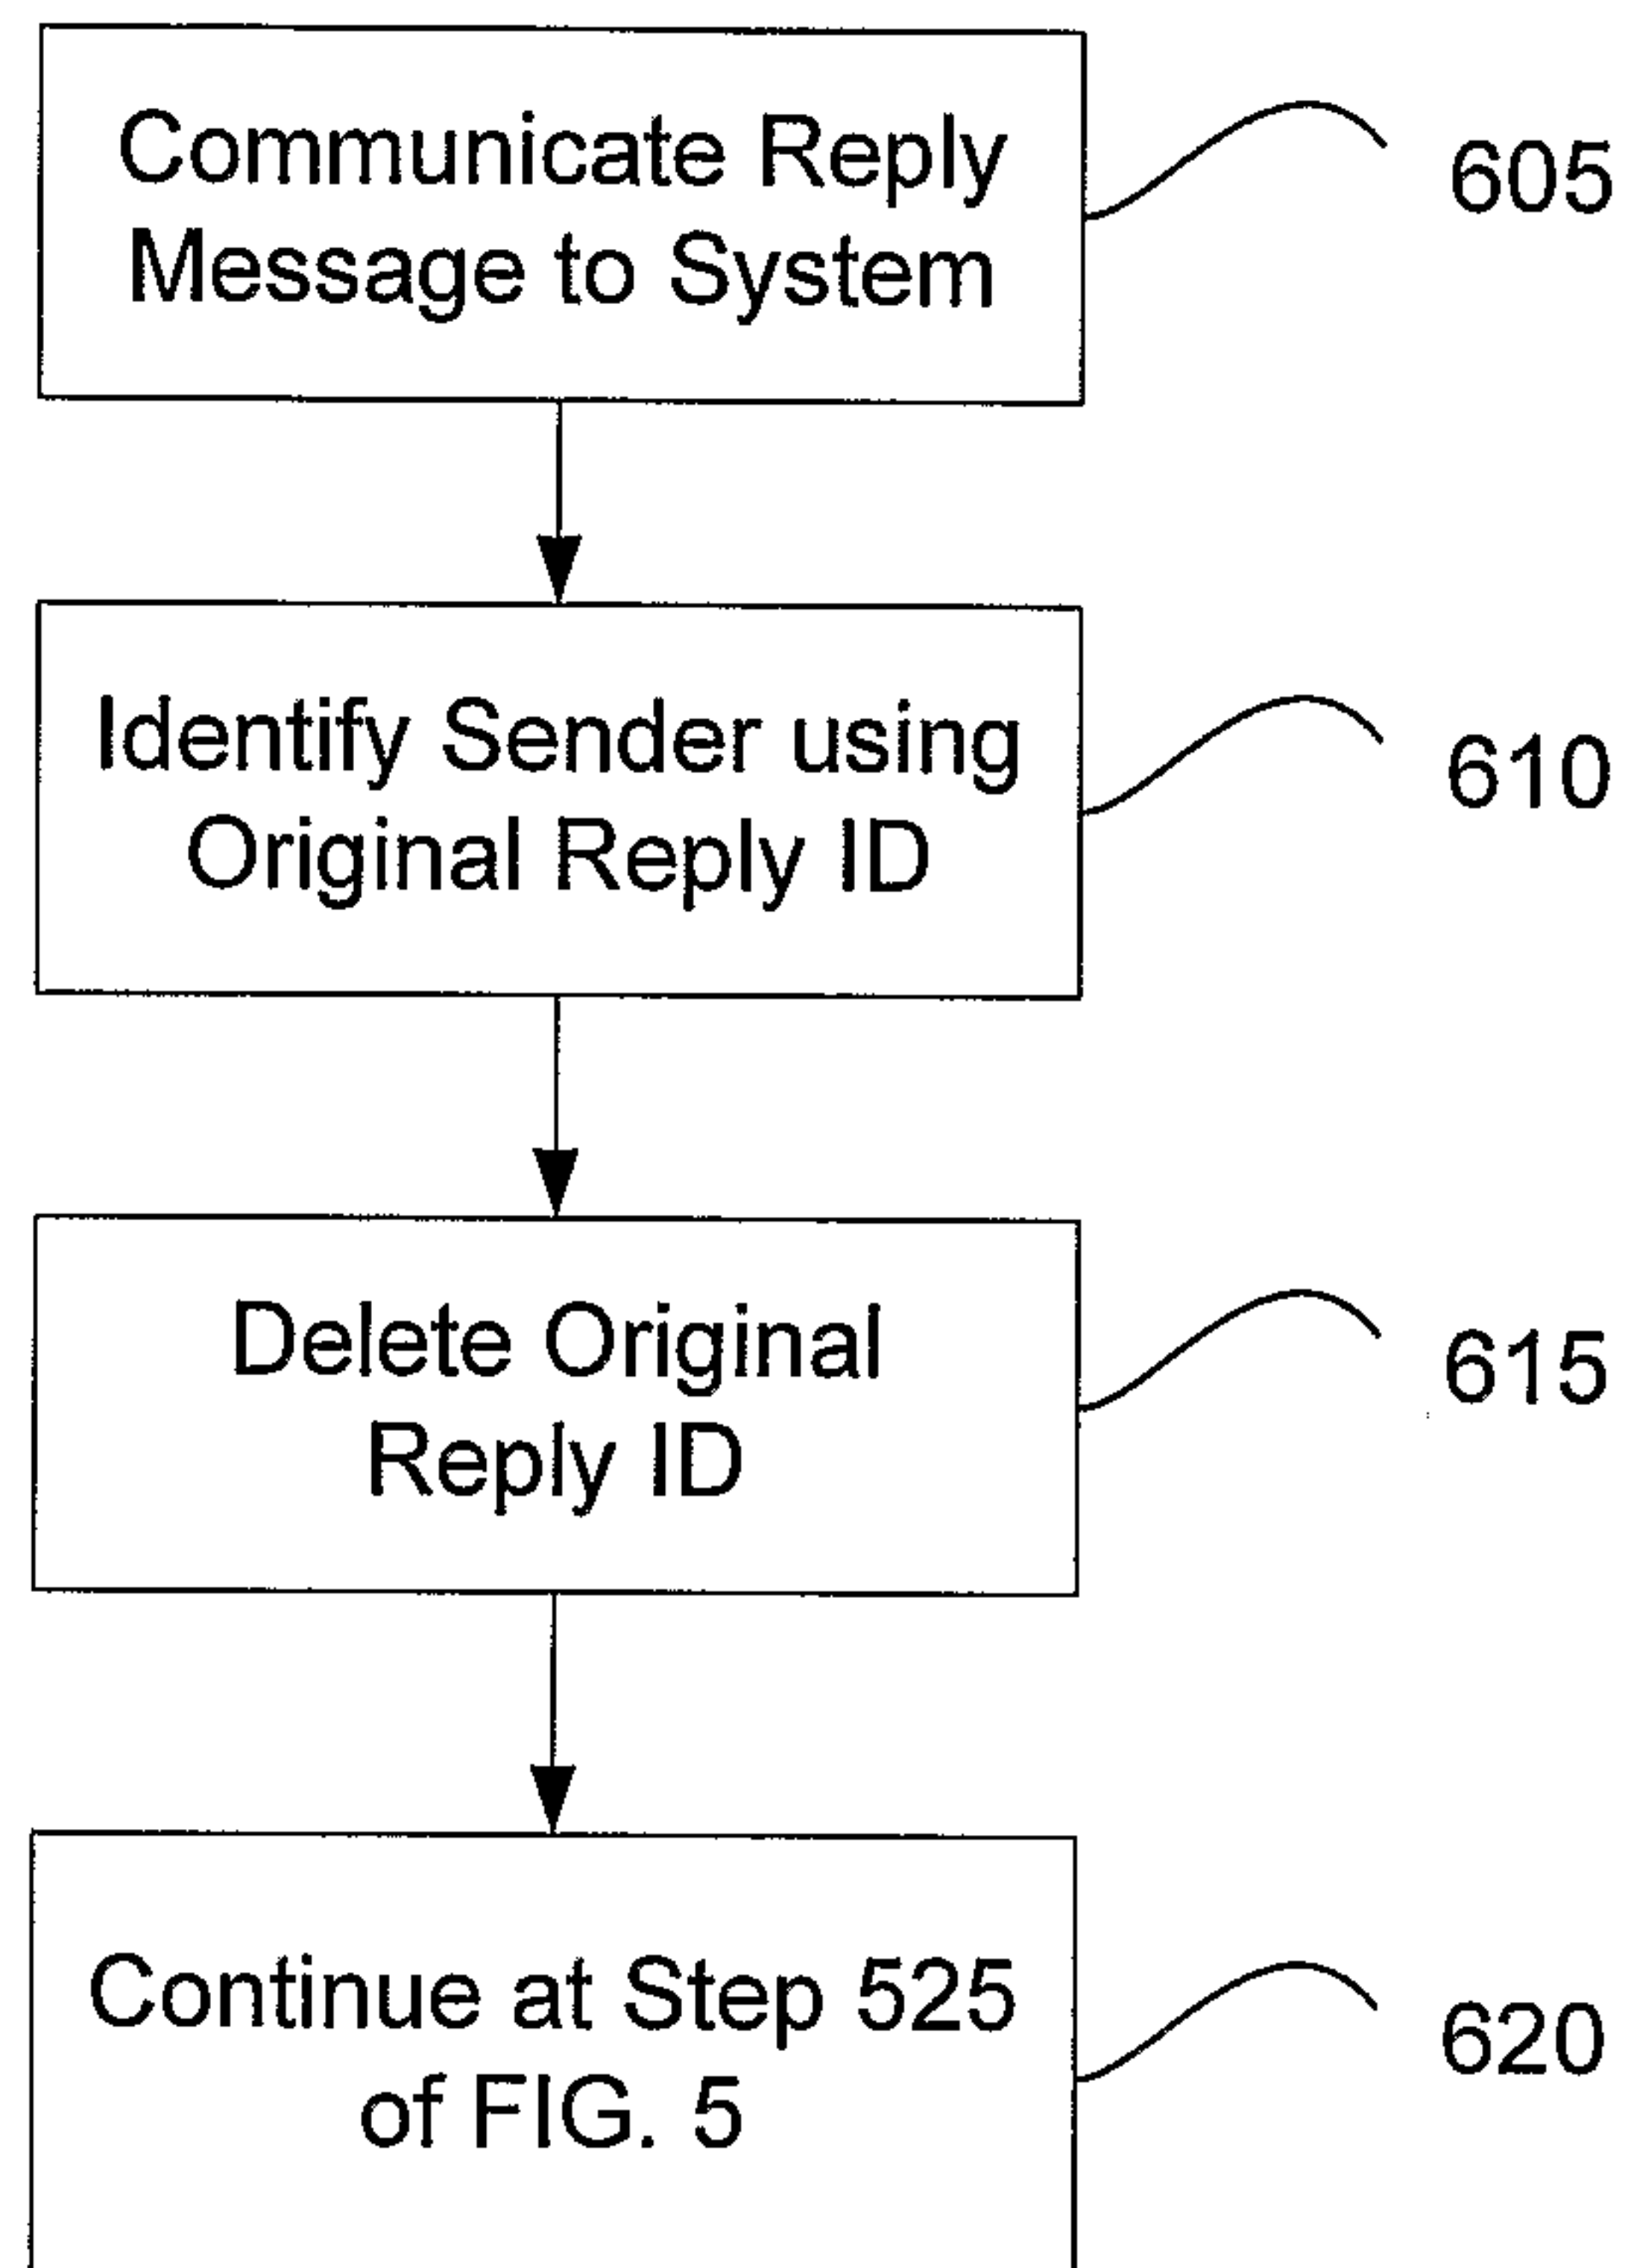 Communicate Reply
Message to System
605
Identify Sender using
Original Reply ID
610
Delete Original
Reply ID
615
Continue at Step 525
of FIG. 5
620